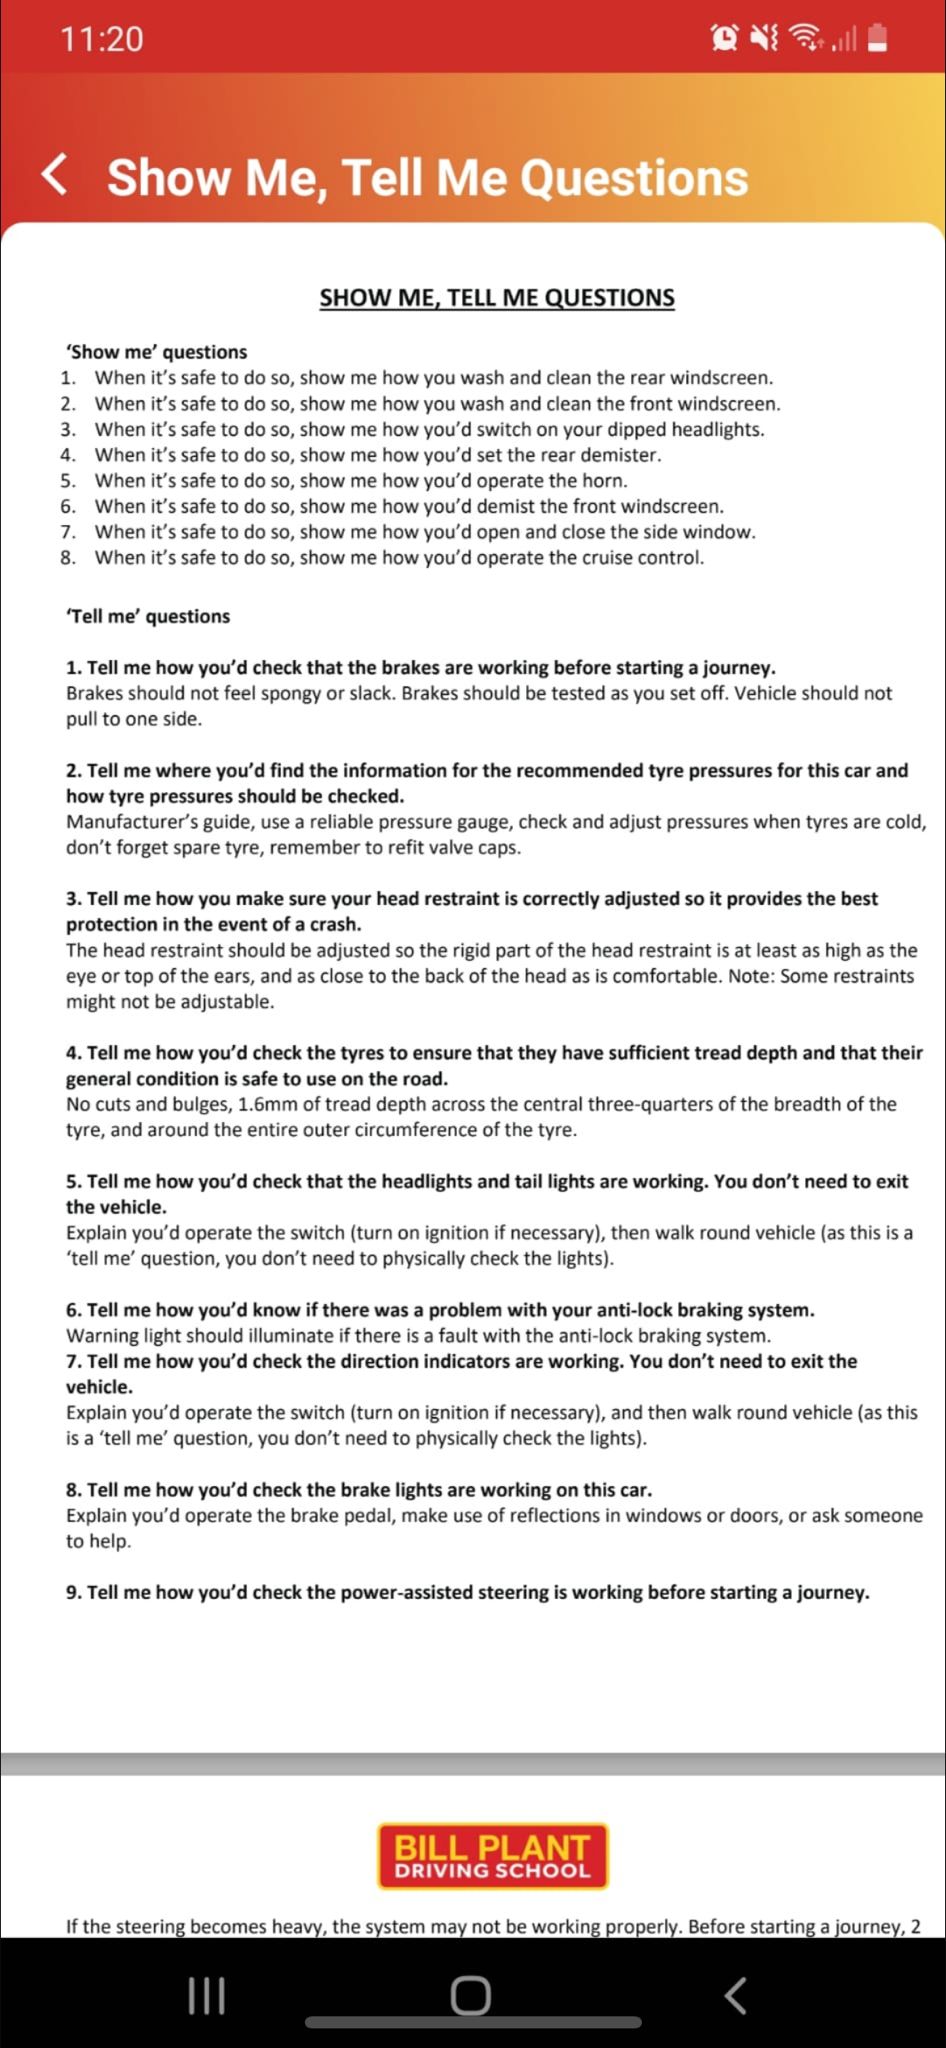 11:20
Show Me, Tell Me Questions
SHOW ME, TELL ME QUESTIONS
‘Show me’ questions
1. When it’s safe to do so, show me how you wash and clean the rear windscreen.
2. When it’s safe to do so, show me how you wash and clean the front windscreen.
3. When it’s safe to do so, show me how you’d switch on your dipped headlights.
4. When it’s safe to do so, show me how you’d set the rear demister.
5. When it’s safe to do so, show me how you’d operate the horn.
6. When it’s safe to do so, show me how you’d demist the front windscreen.
7. When it’s safe to do so, show me how you’d open and close the side window.
8. When it’s safe to do so, show me how you’d operate the cruise control.
‘Tell me’ questions
1. Tell me how you’d check that the brakes are working before starting a journey.
Brakes should not feel spongy or slack. Brakes should be tested as you set off. Vehicle should not
pull to one side.
2. Tell me where you’d find the information for the recommended tyre pressures for this car and
how tyre pressures should be checked.
Manufacturer’s guide, use a reliable pressure gauge, check and adjust pressures when tyres are cold,
don’t forget spare tyre, remember to refit valve caps.
3. Tell me how you make sure your head restraint is correctly adjusted so it provides the best
protection in the event of a crash.
The head restraint should be adjusted so the rigid part of the head restraint is at least as high as the
eye or top of the ears, and as close to the back of the head as is comfortable. Note: Some restraints
might not be adjustable.
4. Tell me how you’d check the tyres to ensure that they have sufficient tread depth and that their
general condition is safe to use on the road.
No cuts and bulges, 1.6mm of tread depth across the central three-quarters of the breadth of the
tyre, and around the entire outer circumference of the tyre.
5. Tell me how you’d check that the headlights and tail lights are working. You don’t need to exit
the vehicle.
Explain you’d operate the switch (turn on ignition if necessary), then walk round vehicle (as this is a
‘tell me’ question, you don’t need to physically check the lights).
6. Tell me how you’d know if there was a problem with your anti-lock braking system.
Warning light should illuminate if there is a fault with the anti-lock braking system.
7. Tell me how you’d check the direction indicators are working. You don’t need to exit the
vehicle.
Explain you’d operate the switch (turn on ignition if necessary), and then walk round vehicle (as this
is a ‘tell me’ question, you don’t need to physically check the lights).
8. Tell me how you’d check the brake lights are working on this car.
Explain you’d operate the brake pedal, make use of reflections in windows or doors, or ask someone
to help.
9. Tell me how you’d check the power-assisted steering is working before starting a journey.
BILL PLANT
DRIVING SCHOOL
If the steering becomes heavy, the system may not be working properly. Before starting a journey, 2